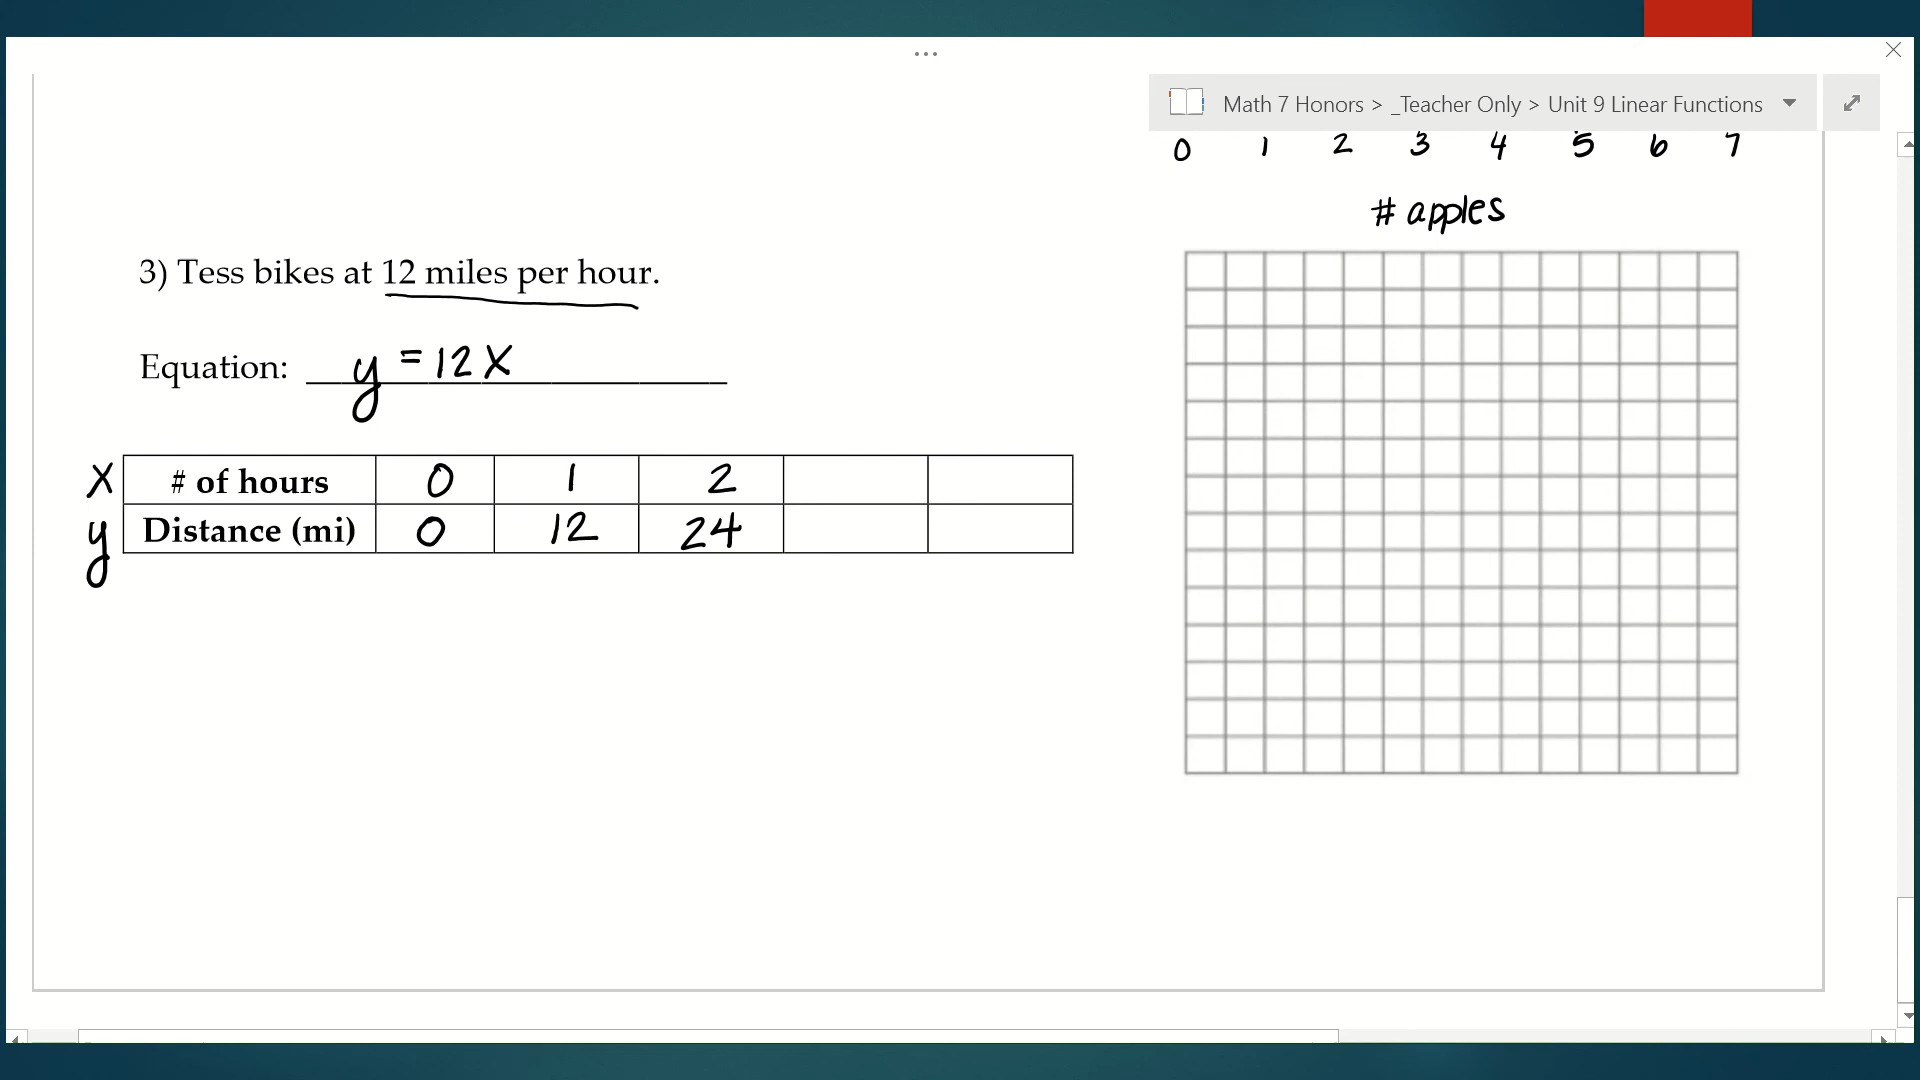 Math 7 Honors > _Teacher Only > Unit 9 Linear Functions
0 1 2 3 4 5 6 7
# apples
3) Tess bikes at 12 miles per hour.
Equation: y = 12x
x # of hours 0 1 2
y Distance (mi) 0 12 24